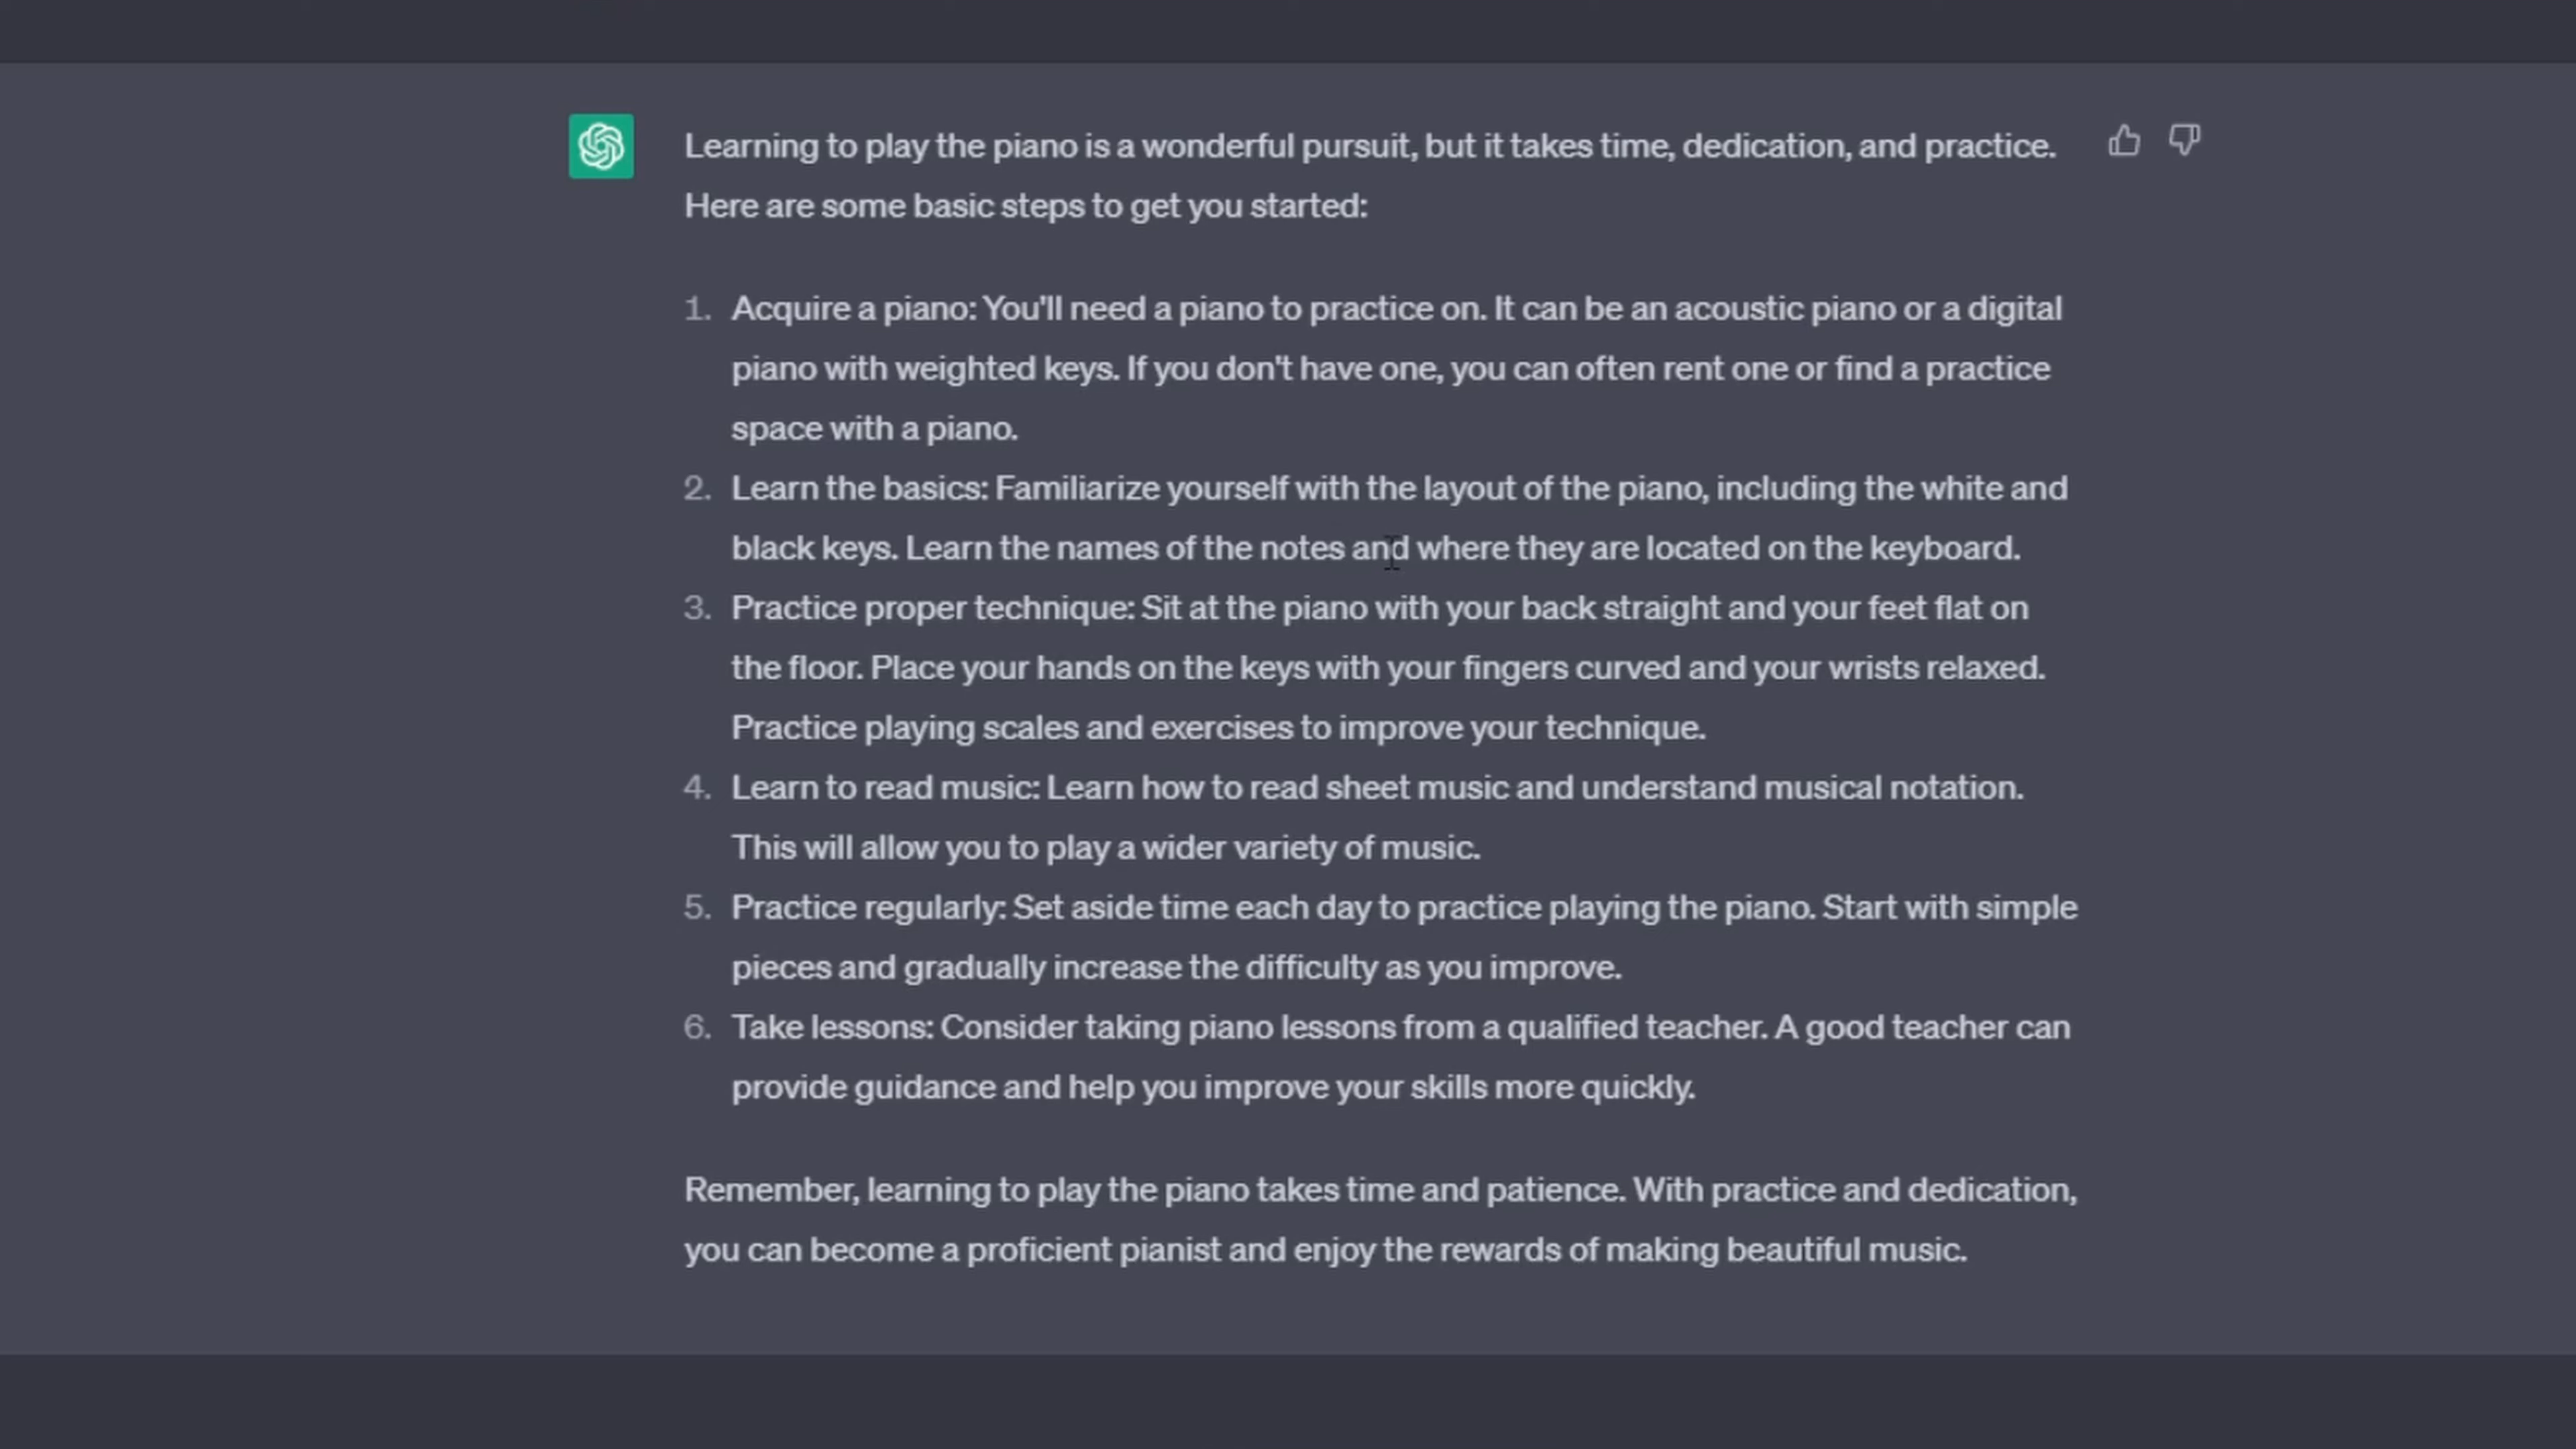 Learning to play the piano is a wonderful pursuit, but it takes time, dedication, and practice.
Here are some basic steps to get you started:
1. Acquire a piano: You'll need a piano to practice on. It can be an acoustic piano or a digital
piano with weighted keys. If you don't have one, you can often rent one or find a practice
space with a piano.
2. Learn the basics: Familiarize yourself with the layout of the piano, including the white and
black keys. Learn the names of the notes and where they are located on the keyboard.
3. Practice proper technique: Sit at the piano with your back straight and your feet flat on
the floor. Place your hands on the keys with your fingers curved and your wrists relaxed.
Practice playing scales and exercises to improve your technique.
4. Learn to read music: Learn how to read sheet music and understand musical notation.
This will allow you to play a wider variety of music.
5. Practice regularly: Set aside time each day to practice playing the piano. Start with simple
pieces and gradually increase the difficulty as you improve.
6. Take lessons: Consider taking piano lessons from a qualified teacher. A good teacher can
provide guidance and help you improve your skills more quickly.
Remember, learning to play the piano takes time and patience. With practice and dedication,
you can become a proficient pianist and enjoy the rewards of making beautiful music.